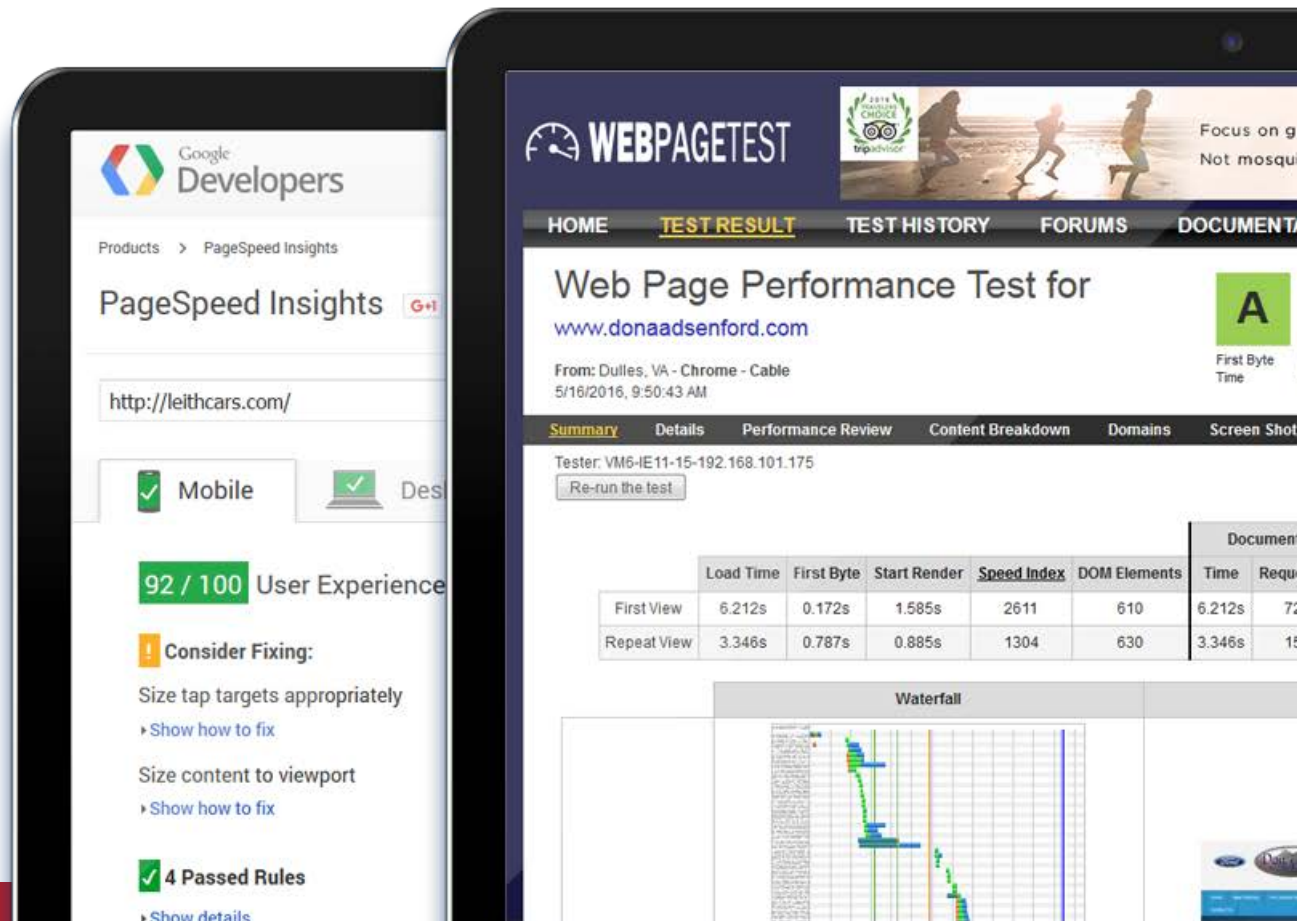 Google
Developers
Products > PageSpeed Insights
PageSpeed Insights G+1
http://leithcars.com/
Mobile
Des
92 / 100 User Experience
! Consider Fixing:
Size tap targets appropriately
Show how to fix
Size content to viewport
Show how to fix
4 Passed Rules
Show details
WEBPAGETEST
2016
TRAVELERS'
CHOICE
tripadvisor
Focus on g
Not mosqui
HOME TEST RESULT TEST HISTORY FORUMS DOCUMENTA
Web Page Performance Test for
www.donaadsenford.com
From: Dulles, VA - Chrome - Cable
5/16/2016, 9:50:43 AM
A
First Byte
Time
Summary Details Performance Review Content Breakdown Domains Screen Shot
Tester: VM6-IE11-15-192.168.101.175
Re-run the test
Document
Load Time First Byte Start Render Speed Index DOM Elements Time Reque
First View 6.212s 0.172s 1.585s 2611 610 6.212s 72
Repeat View 3.346s 0.787s 0.885s 1304 630 3.346s 15
Waterfall